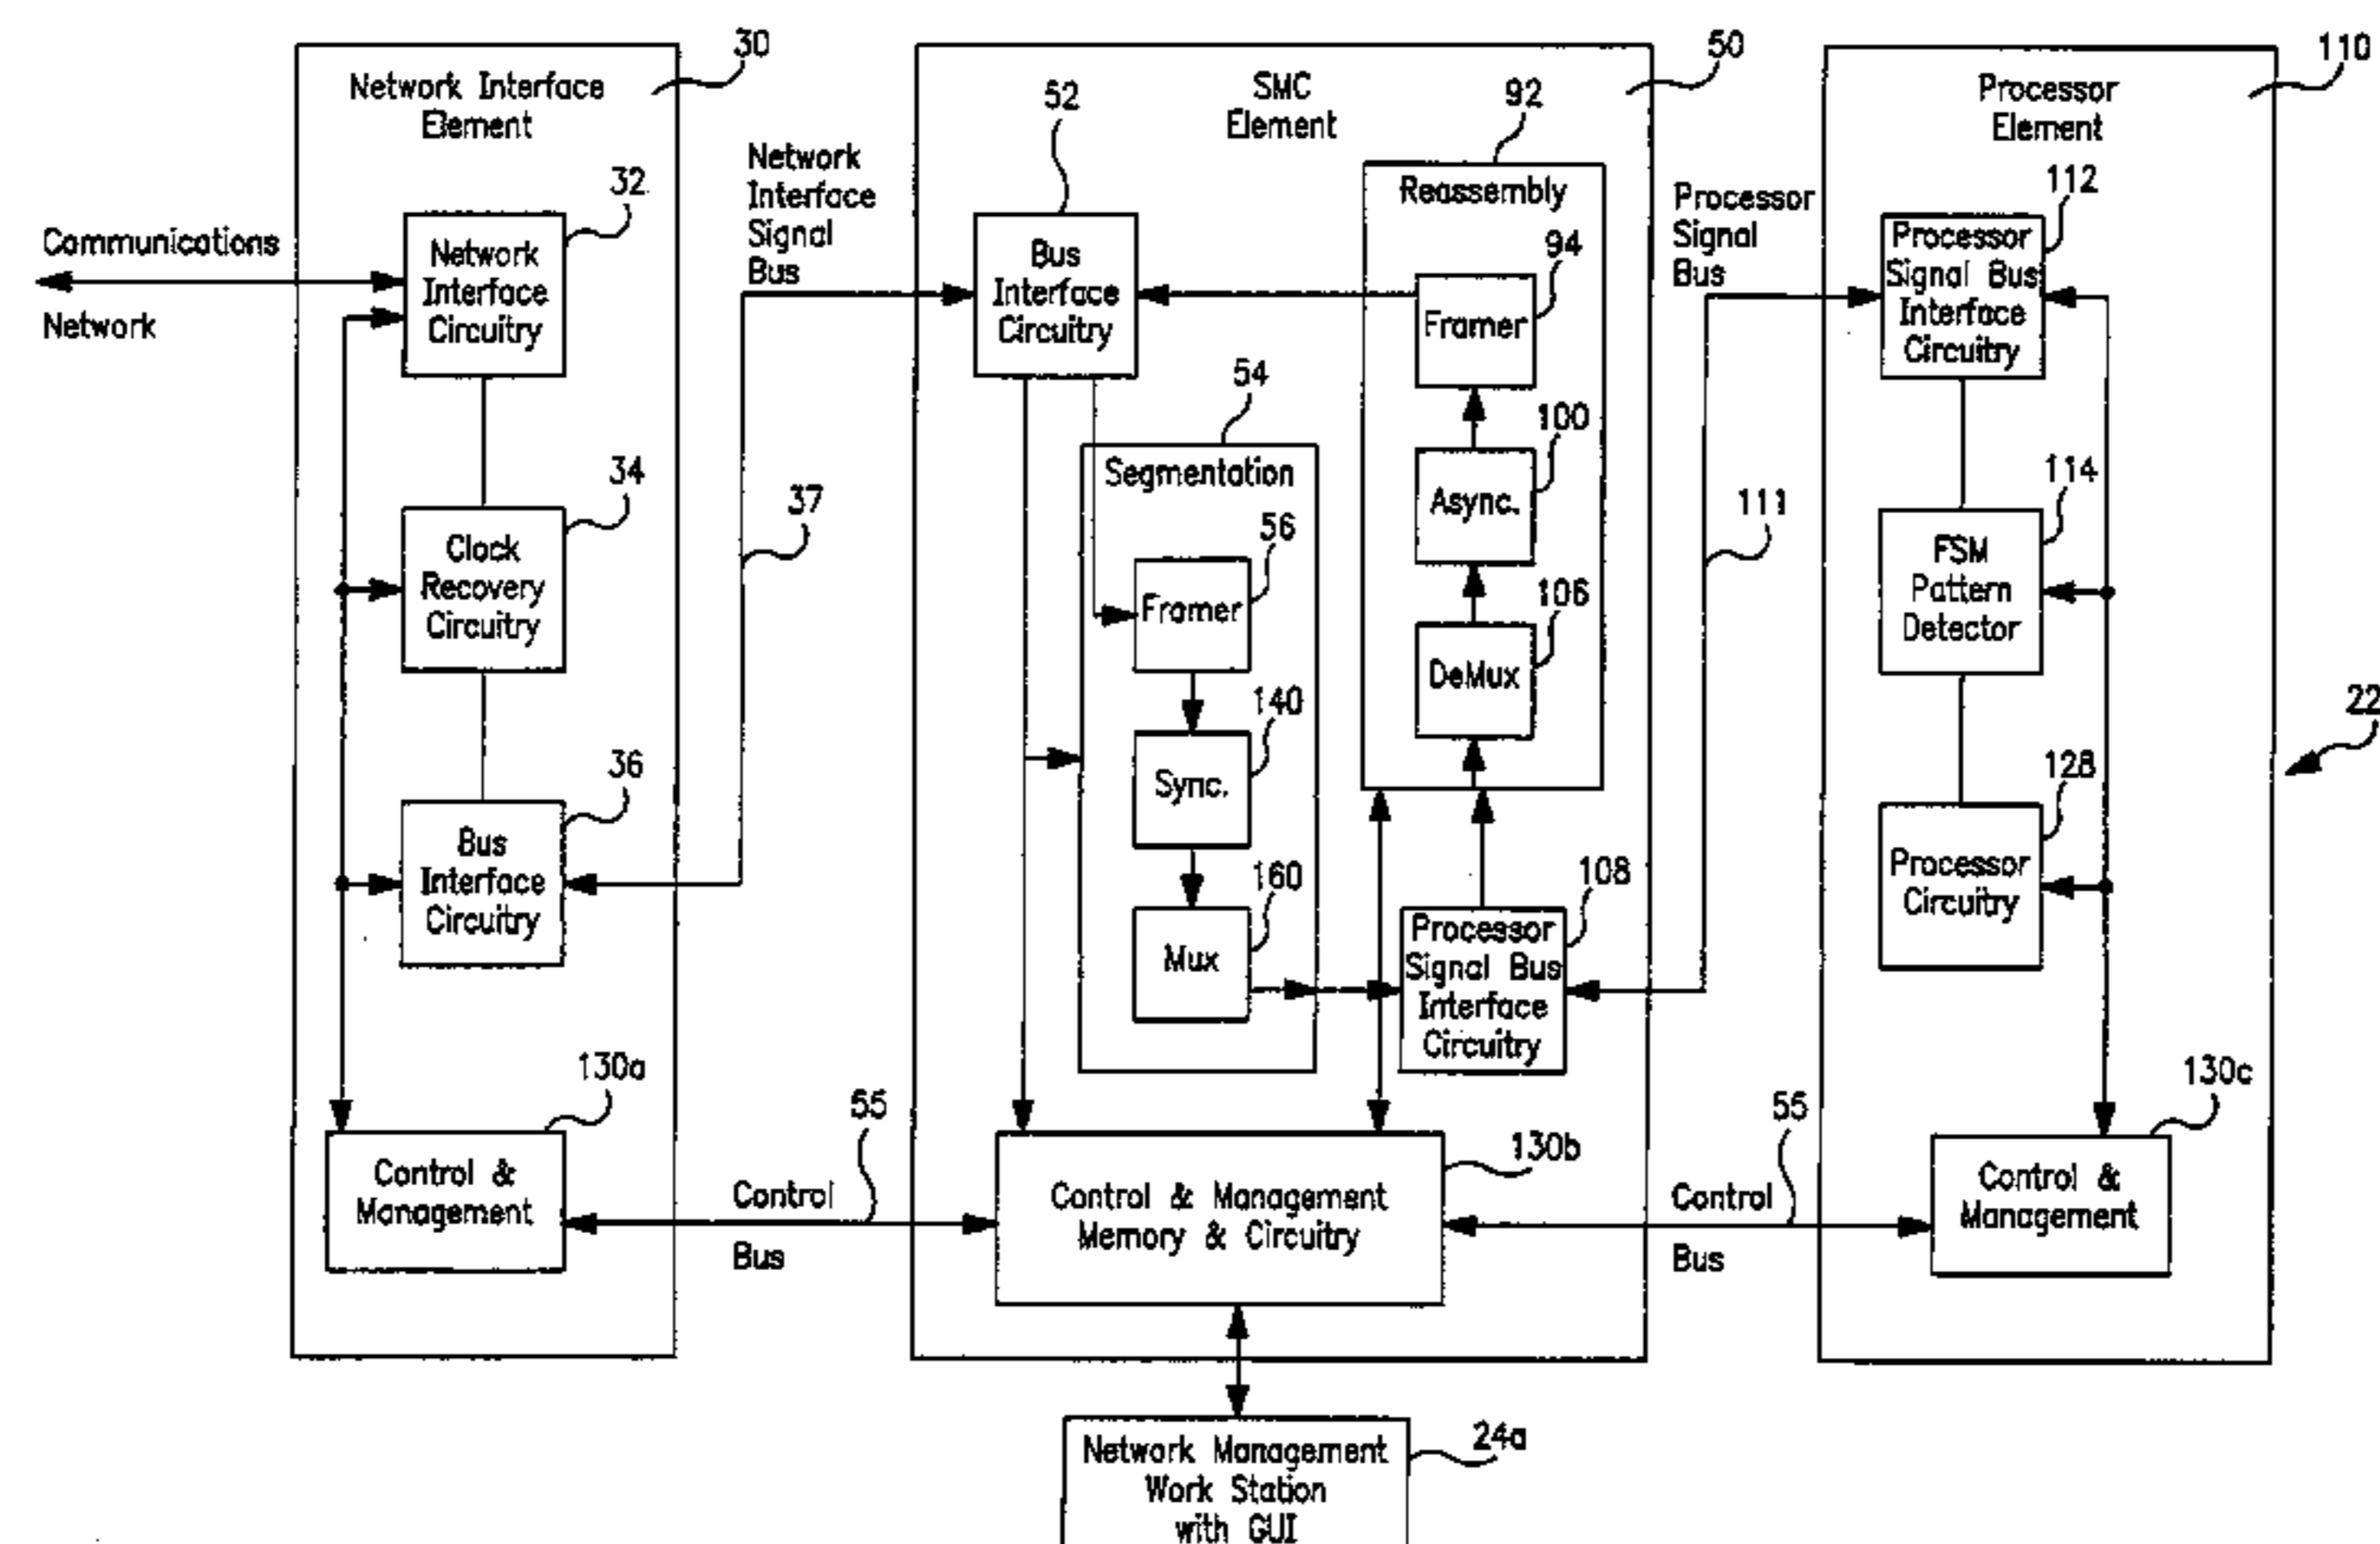 30
Network Interface
Element
32
Network
Interface
Circuitry
Communications
Network
34
Clock
Recovery
Circuitry
36
Bus
Interface
Circuitry
130a
Control &
Management
Network
Interface
Signal
Bus
37
55
Control
Bus
50
SMC
Element
52
Bus
Interface
Circuitry
54
Segmentation
56
Framer
140
Sync.
160
Mux
92
Reassembly
94
Framer
100
Async.
106
DeMux
108
Processor
Signal Bus
Interface
Circuitry
130b
Control & Management
Memory & Circuitry
24a
Network Management
Work Station
with GUI
Processor
Signal
Bus
111
55
Control
Bus
110
Processor
Element
112
Processor
Signal Bus
Interface
Circuitry
114
FSM
Pattern
Detector
22
128
Processor
Circuitry
130c
Control &
Management